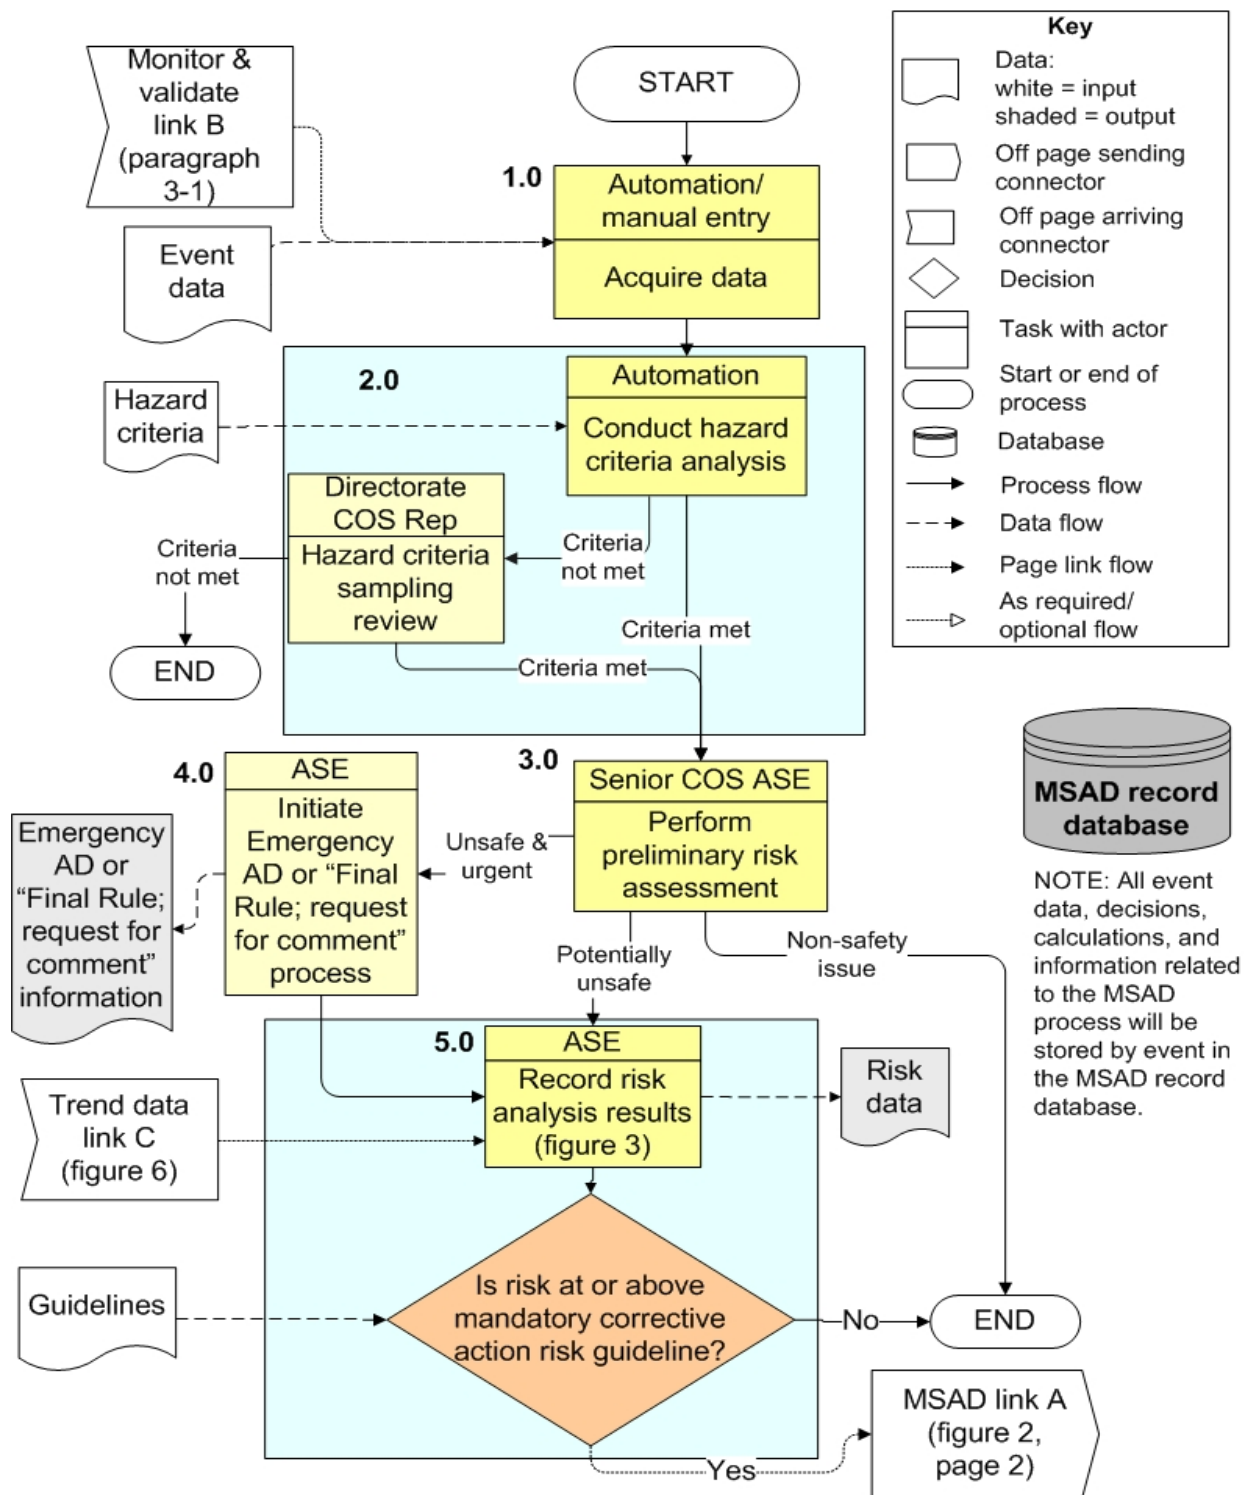 Key
Data:
white = input
shaded = output
Off page sending
connector
Off page arriving
connector
Decision
Task with actor
Start or end of
process
Database
Process flow
Data flow
Page link flow
As required/
optional flow
START
Monitor &
validate
link B
(paragraph
3-1)
1.0
Automation/
manual entry
Acquire data
Event
data
2.0
Automation
Conduct hazard
criteria analysis
Hazard
criteria
Directorate
COS Rep
Hazard criteria
sampling
review
Criteria
not met
Criteria
not met
Criteria met
Criteria met
END
3.0
Senior COS ASE
Perform
preliminary risk
assessment
4.0
ASE
Initiate
Emergency
AD or “Final
Rule; request
for comment”
process
Unsafe &
urgent
Emergency
AD or
“Final Rule;
request for
comment”
information
Potentially
unsafe
Non-safety
issue
MSAD record
database
NOTE: All event
data, decisions,
calculations, and
information related
to the MSAD
process will be
stored by event in
the MSAD record
database.
5.0
ASE
Record risk
analysis results
(figure 3)
Risk
data
Trend data
link C
(figure 6)
Guidelines
Is risk at or above
mandatory corrective
action risk guideline?
No
END
Yes
MSAD link A
(figure 2,
page 2)